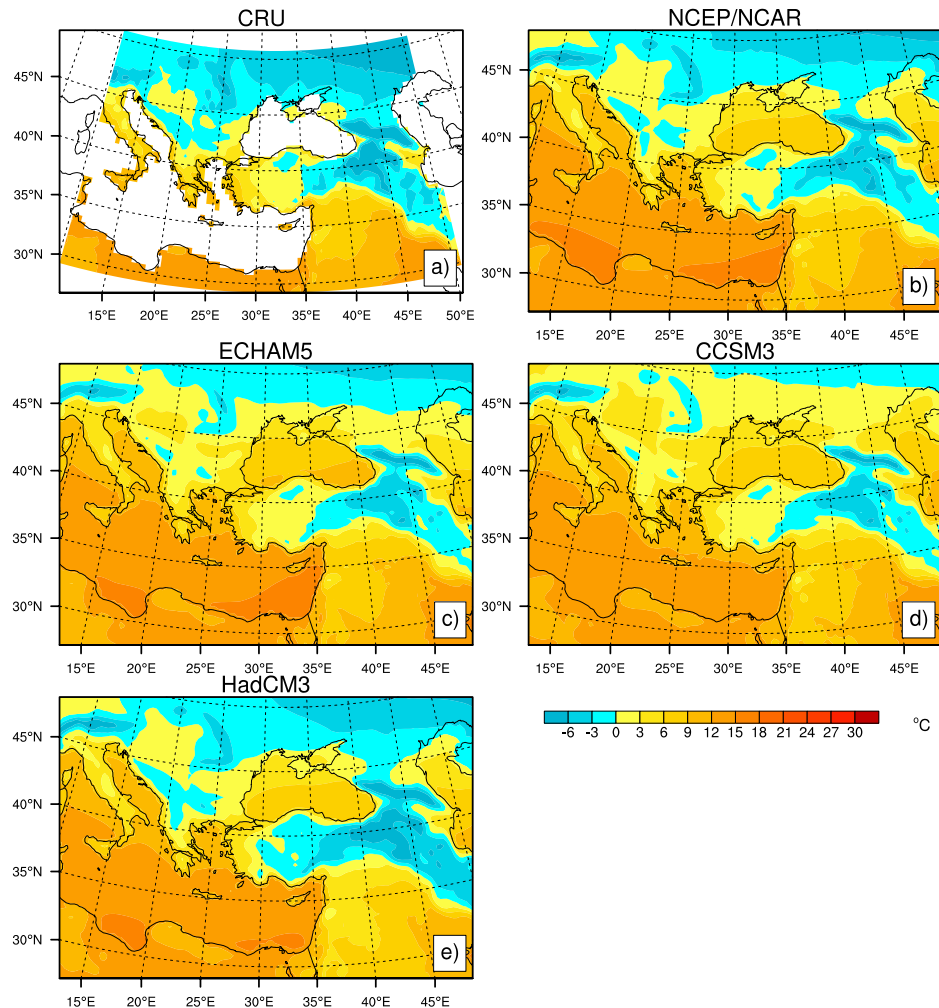 CRU
NCEP/NCAR
45°N
40°N
35°N
30°N
a)
15°E 20°E 25°E 30°E 35°E 40°E 45°E 50°E
45°N
40°N
35°N
30°N
b)
15°E 20°E 25°E 30°E 35°E 40°E 45°E
ECHAM5
CCSM3
45°N
40°N
35°N
30°N
c)
15°E 20°E 25°E 30°E 35°E 40°E 45°E
45°N
40°N
35°N
30°N
d)
15°E 20°E 25°E 30°E 35°E 40°E 45°E
HadCM3
45°N
40°N
35°N
30°N
e)
15°E 20°E 25°E 30°E 35°E 40°E 45°E
-6 -3 0 3 6 9 12 15 18 21 24 27 30 °C